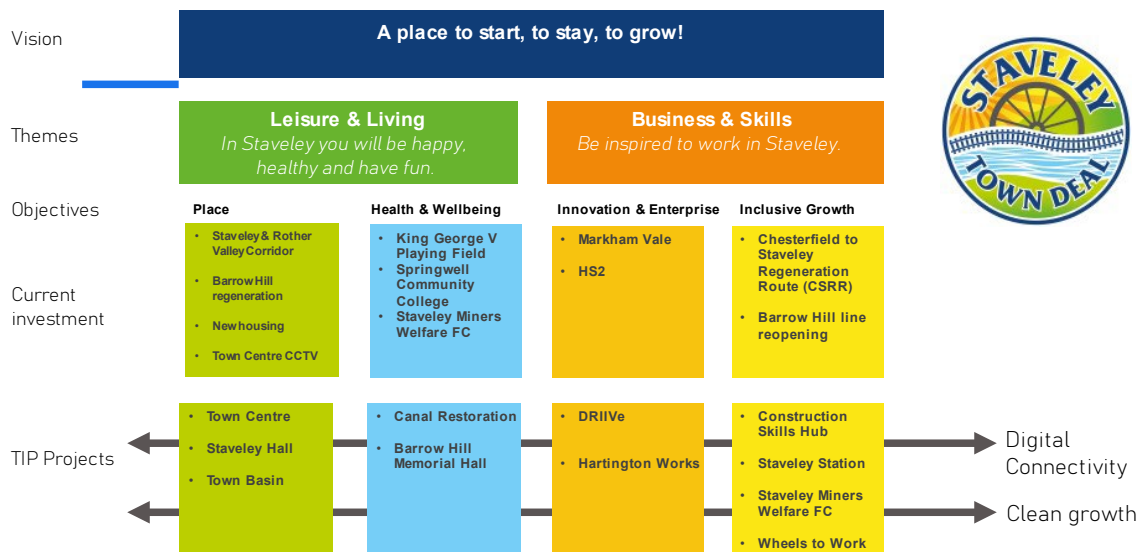 Vision
A place to start, to stay, to grow!
STAVELEY
TOWN DEAL
Themes
Leisure & Living
In Staveley you will be happy,
healthy and have fun.
Business & Skills
Be inspired to work in Staveley.
Objectives
Place
Health & Wellbeing
Innovation & Enterprise
Inclusive Growth
Current
investment
• Staveley & Rother
Valley Corridor
• Barrow Hill
regeneration
• New housing
• Town Centre CCTV
• King George V
Playing Field
• Springwell
Community
College
• Staveley Miners
Welfare FC
• Markham Vale
• HS2
• Chesterfield to
Staveley
Regeneration
Route (CSRR)
• Barrow Hill line
reopening
TIP Projects
• Town Centre
• Staveley Hall
• Town Basin
• Canal Restoration
• Barrow Hill
Memorial Hall
• DRIIVe
• Hartington Works
• Construction
Skills Hub
• Staveley Station
• Staveley Miners
Welfare FC
• Wheels to Work
Digital
Connectivity
Clean growth